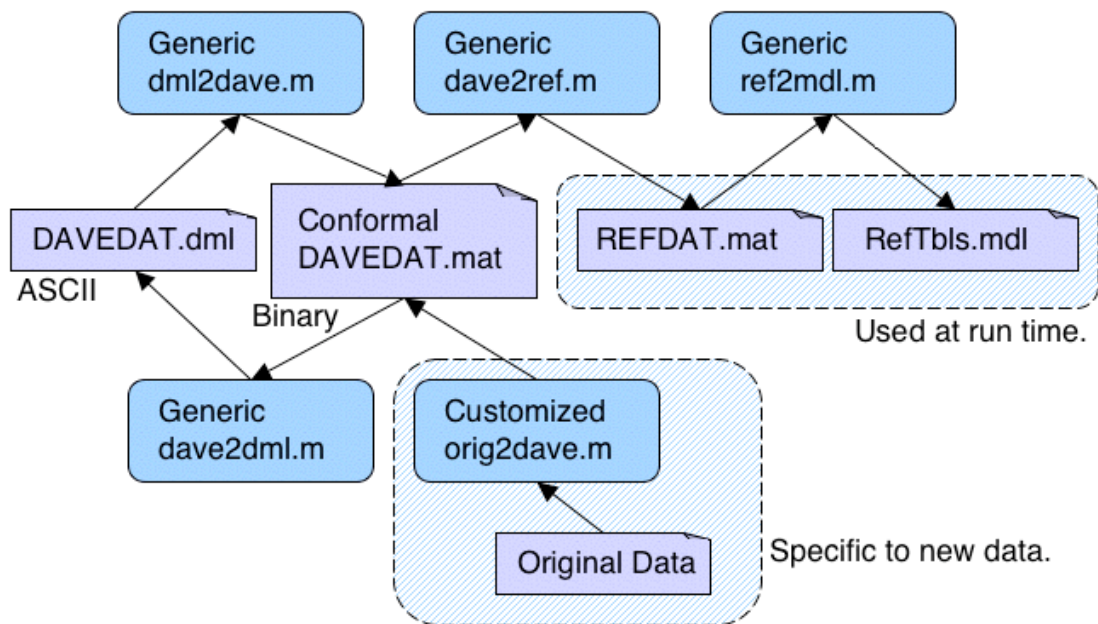 Generic
dml2dave.m
Generic
dave2ref.m
Generic
ref2mdl.m
DAVEDAT.dml
ASCII
Conformal
DAVEDAT.mat
Binary
REFDAT.mat
RefTbls.mdl
Used at run time.
Generic
dave2dml.m
Customized
orig2dave.m
Original Data
Specific to new data.